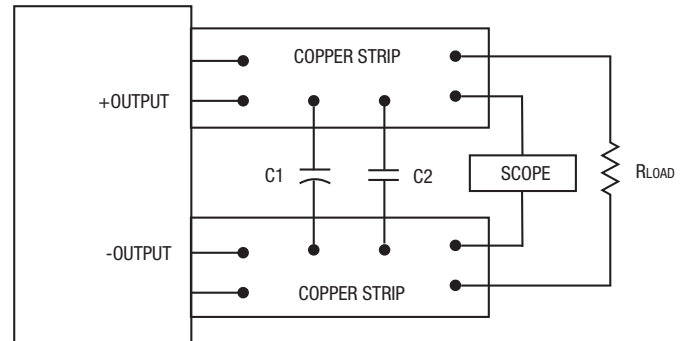 COPPER STRIP
+OUTPUT
C1
C2
SCOPE
RLOAD
-OUTPUT
COPPER STRIP